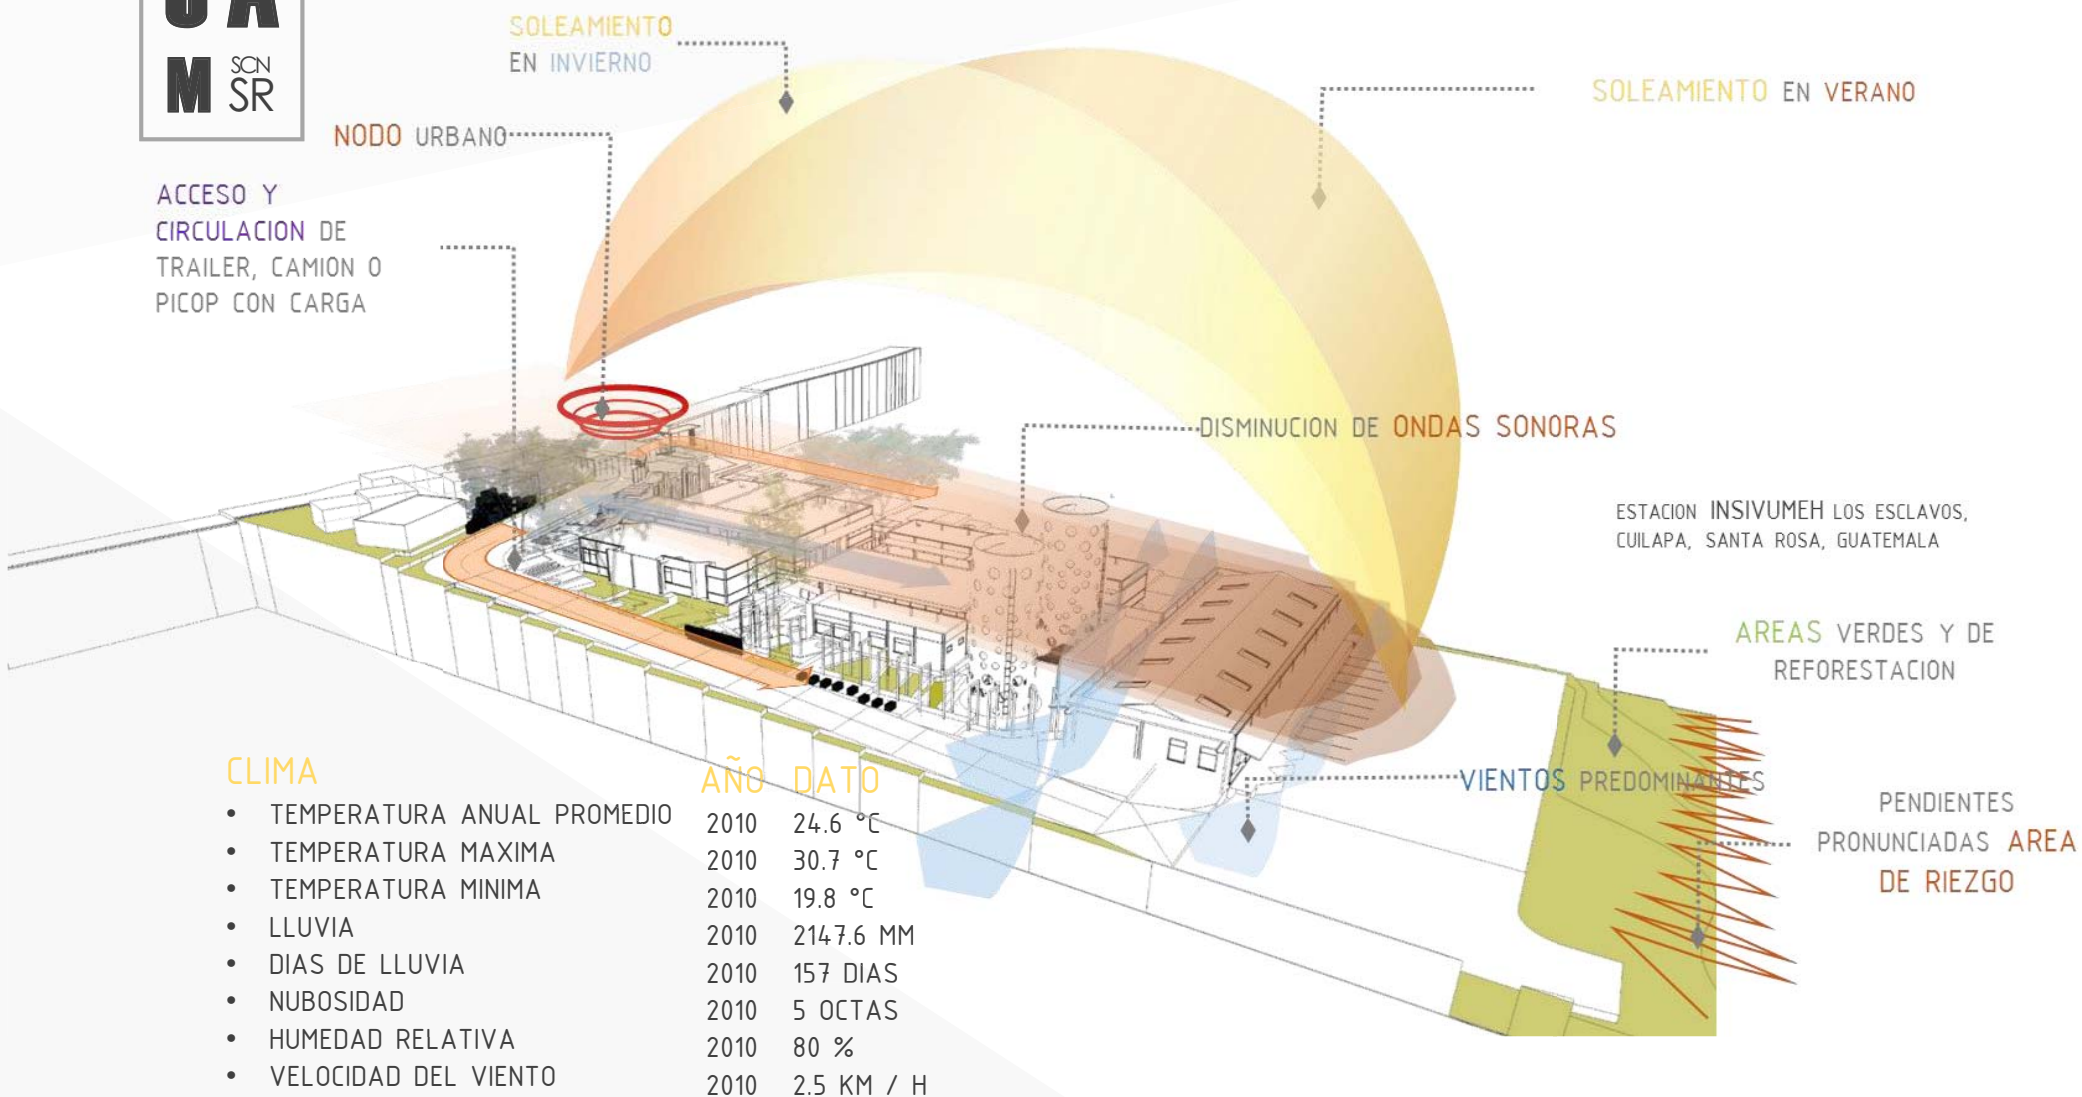 M SCN
SR
SOLEAMIENTO
EN INVIERNO
SOLEAMIENTO EN VERANO
NODO URBANO
ACCESO Y
CIRCULACION DE
TRAILER, CAMION O
PICOP CON CARGA
DISMINUCION DE ONDAS SONORAS
ESTACION INSIVUMEH LOS ESCLAVOS,
CUILAPA, SANTA ROSA, GUATEMALA
AREAS VERDES Y DE
REFORESTACION
VIENTOS PREDOMINANTES
PENDIENTES
PRONUNCIADAS AREA
DE RIEZGO
CLIMA AÑO DATO
• TEMPERATURA ANUAL PROMEDIO 2010 24.6 °C
• TEMPERATURA MAXIMA 2010 30.7 °C
• TEMPERATURA MINIMA 2010 19.8 °C
• LLUVIA 2010 2147.6 MM
• DIAS DE LLUVIA 2010 157 DIAS
• NUBOSIDAD 2010 5 OCTAS
• HUMEDAD RELATIVA 2010 80 %
• VELOCIDAD DEL VIENTO 2010 2.5 KM / H